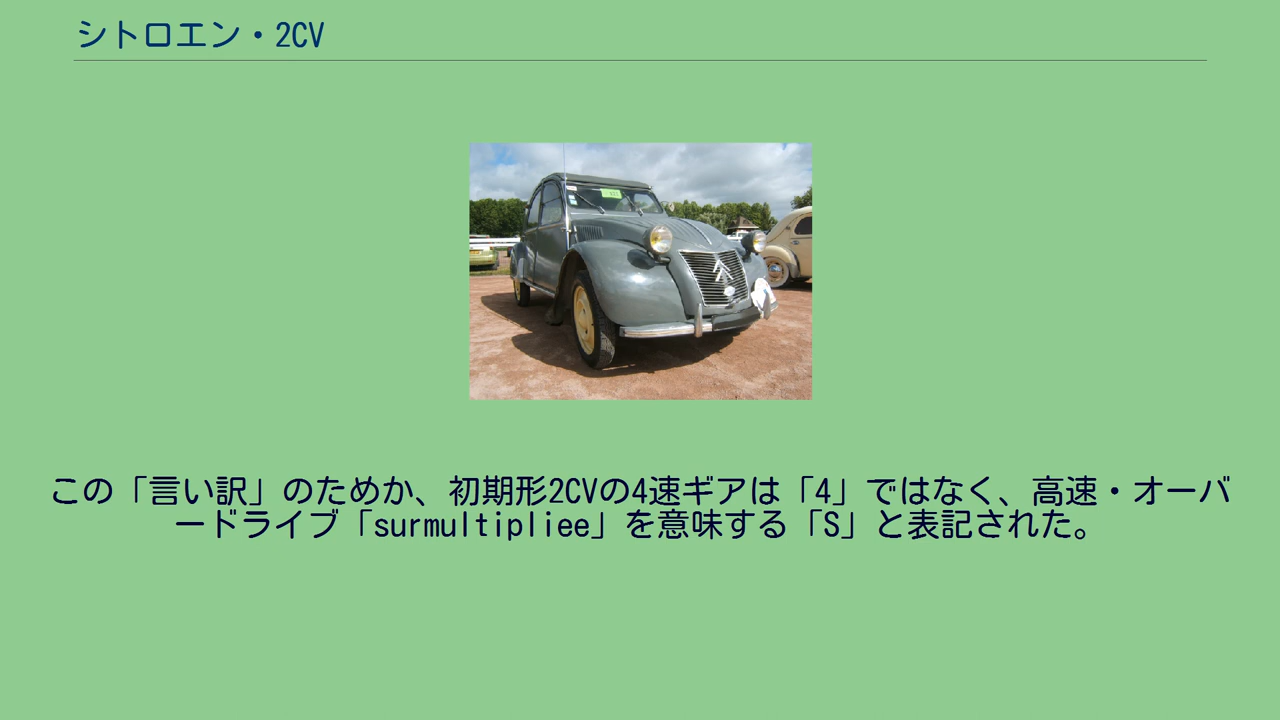 シトロエン・2CV
この「言い訳」のためか、初期形2CVの4速ギアは「4」ではなく、高速・オーバ
ードライブ「surmultipliee」を意味する「S」と表記された。